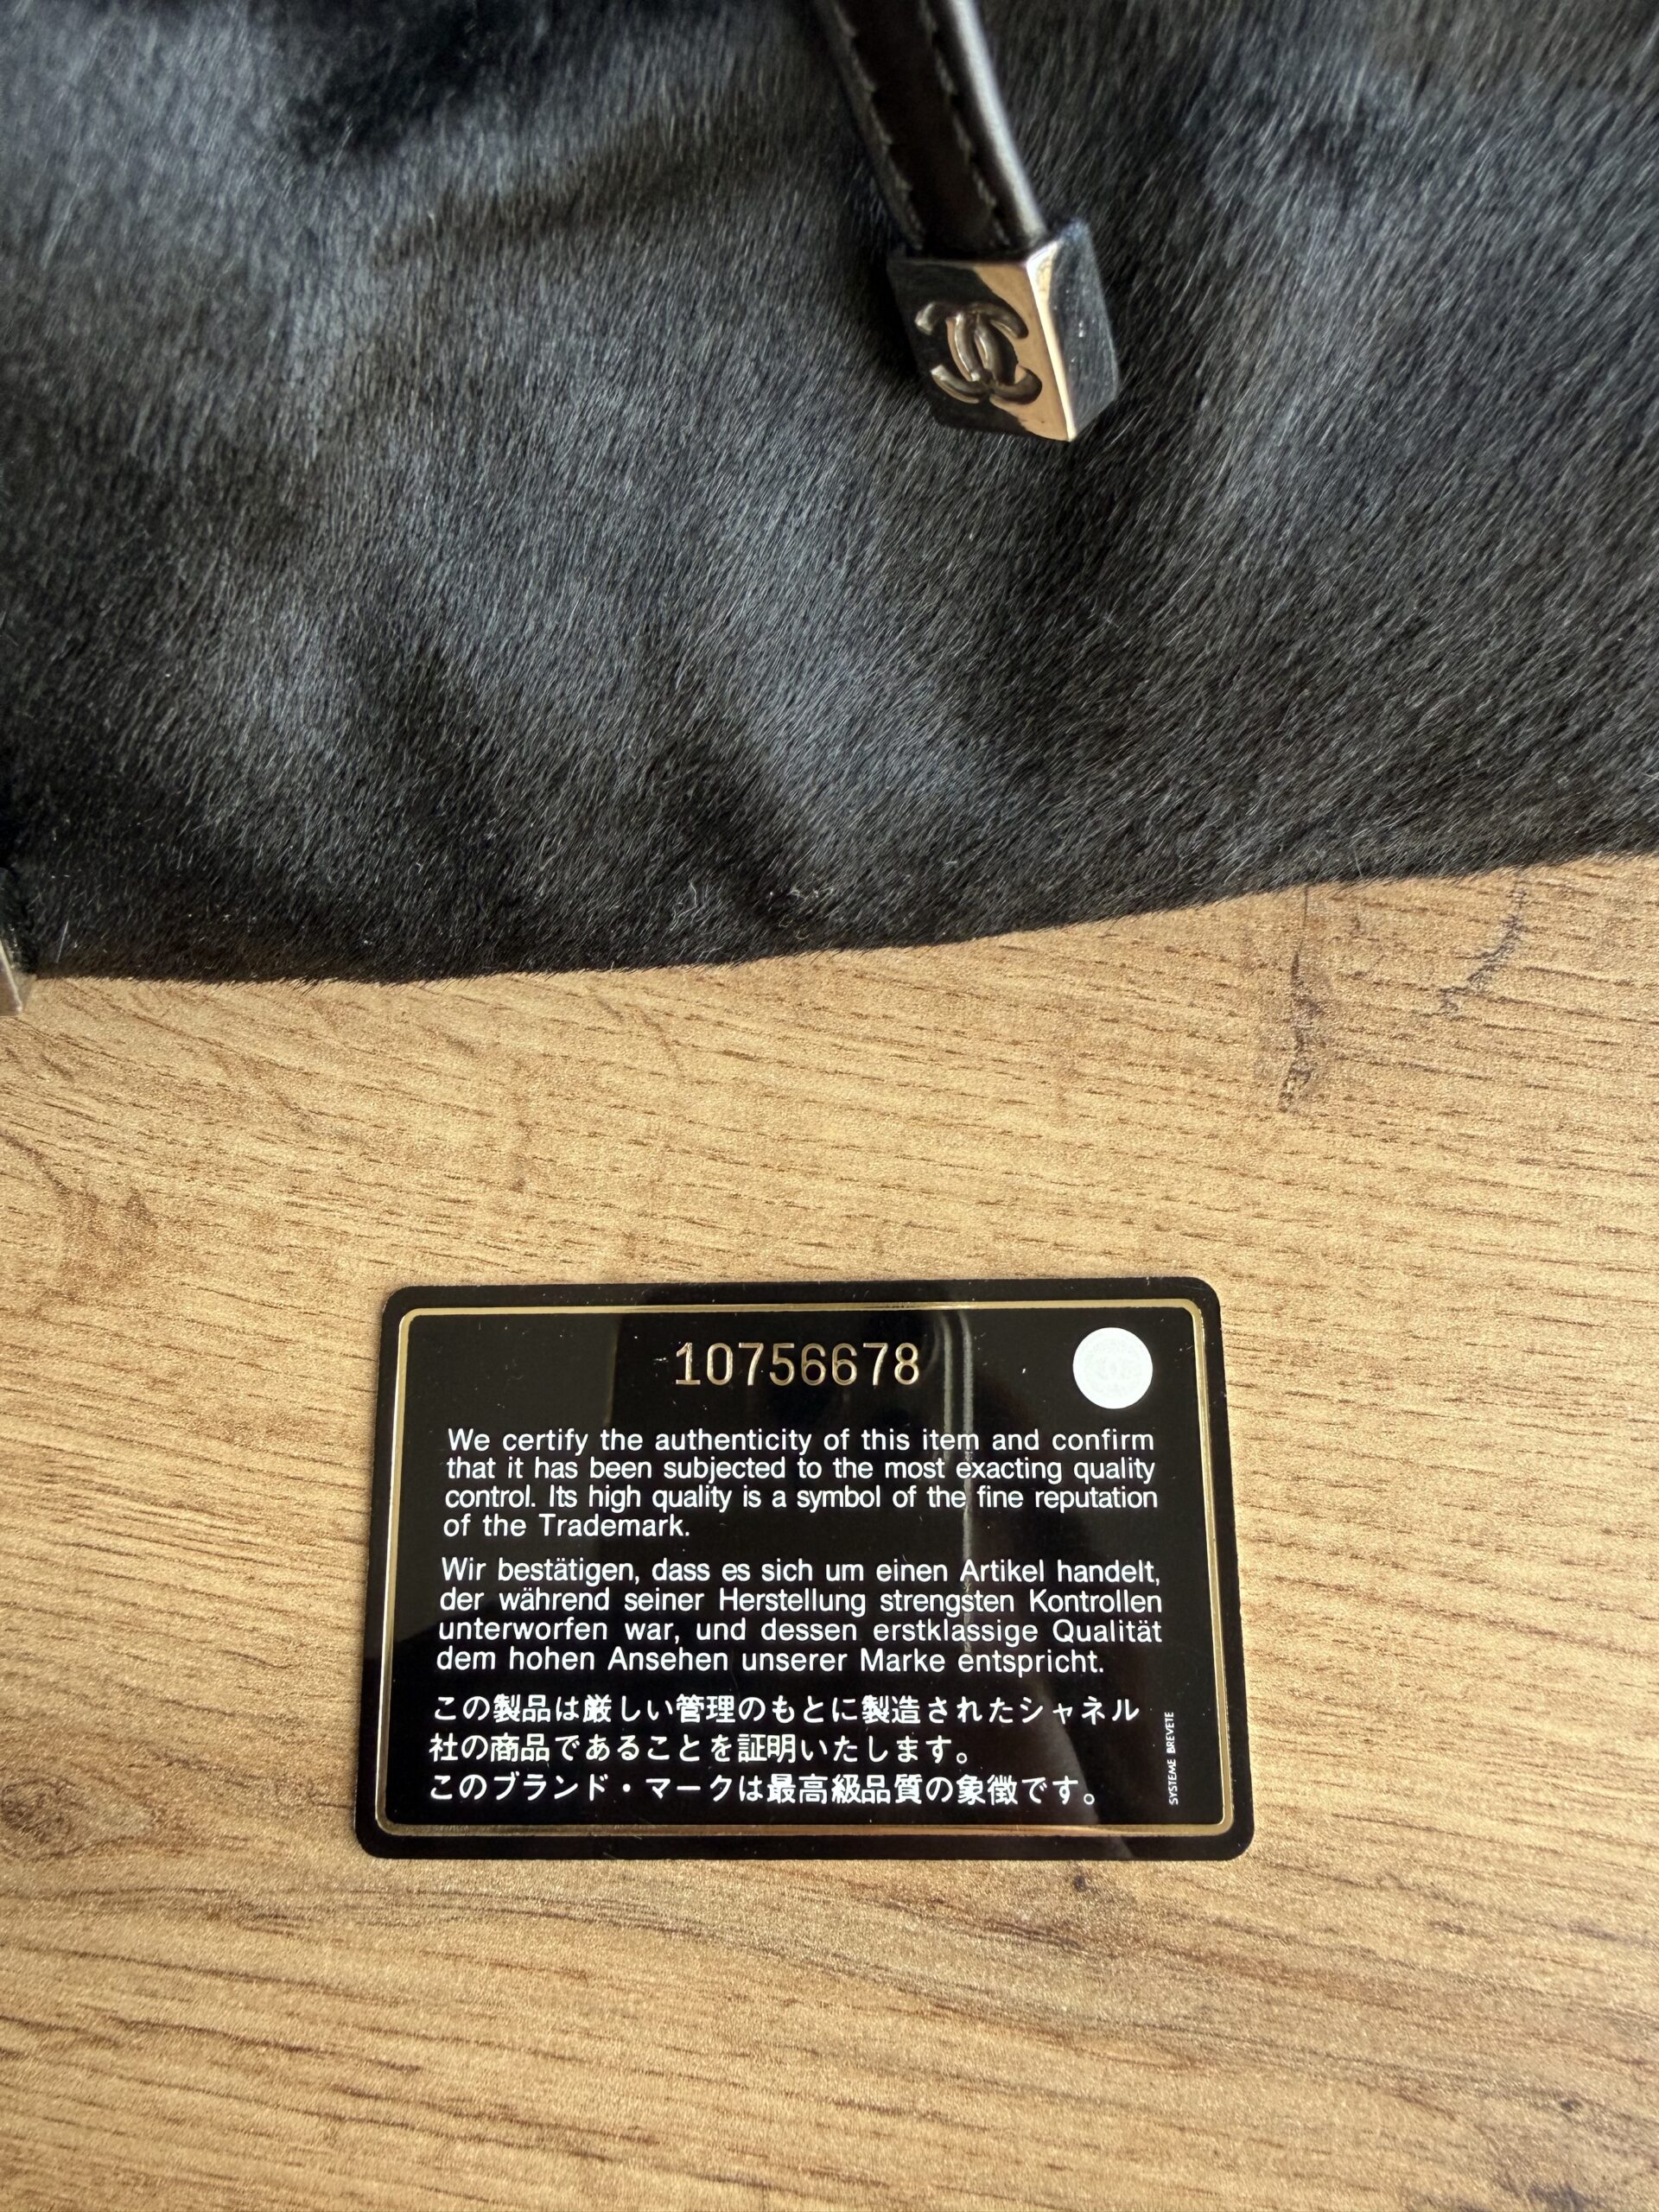 10756678
We certify the authenticity of this item and confirm
that it has been subjected to the most exacting quality
control. Its high quality is a symbol of the fine reputation
of the Trademark.
Wir bestätigen, dass es sich um einen Artikel handelt,
der während seiner Herstellung strengsten Kontrollen
unterworfen war, und dessen erstklassige Qualität
dem hohen Ansehen unserer Marke entspricht.
この製品は厳しい管理のもとに製造されたシャネル
社の商品であることを証明いたします。
このブランド・マークは最高級品質の象徴です。
SYSTEME BREVETE